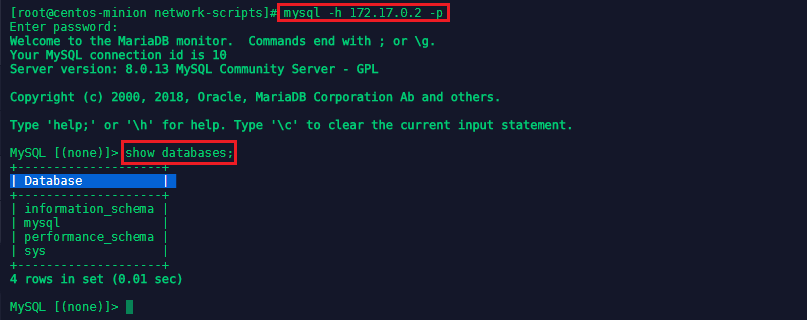 [root@centos-minion network-scripts]# mysql -h 172.17.0.2 -p
Enter password:
Welcome to the MariaDB monitor.  Commands end with ; or \g.
Your MySQL connection id is 10
Server version: 8.0.13 MySQL Community Server - GPL
Copyright (c) 2000, 2018, Oracle, MariaDB Corporation Ab and others.
Type 'help;' or '\h' for help. Type '\c' to clear the current input statement.
MySQL [(none)]> show databases;
+--------------------+
| Database           |
+--------------------+
| information_schema |
| mysql              |
| performance_schema |
| sys                |
+--------------------+
4 rows in set (0.01 sec)
MySQL [(none)]>